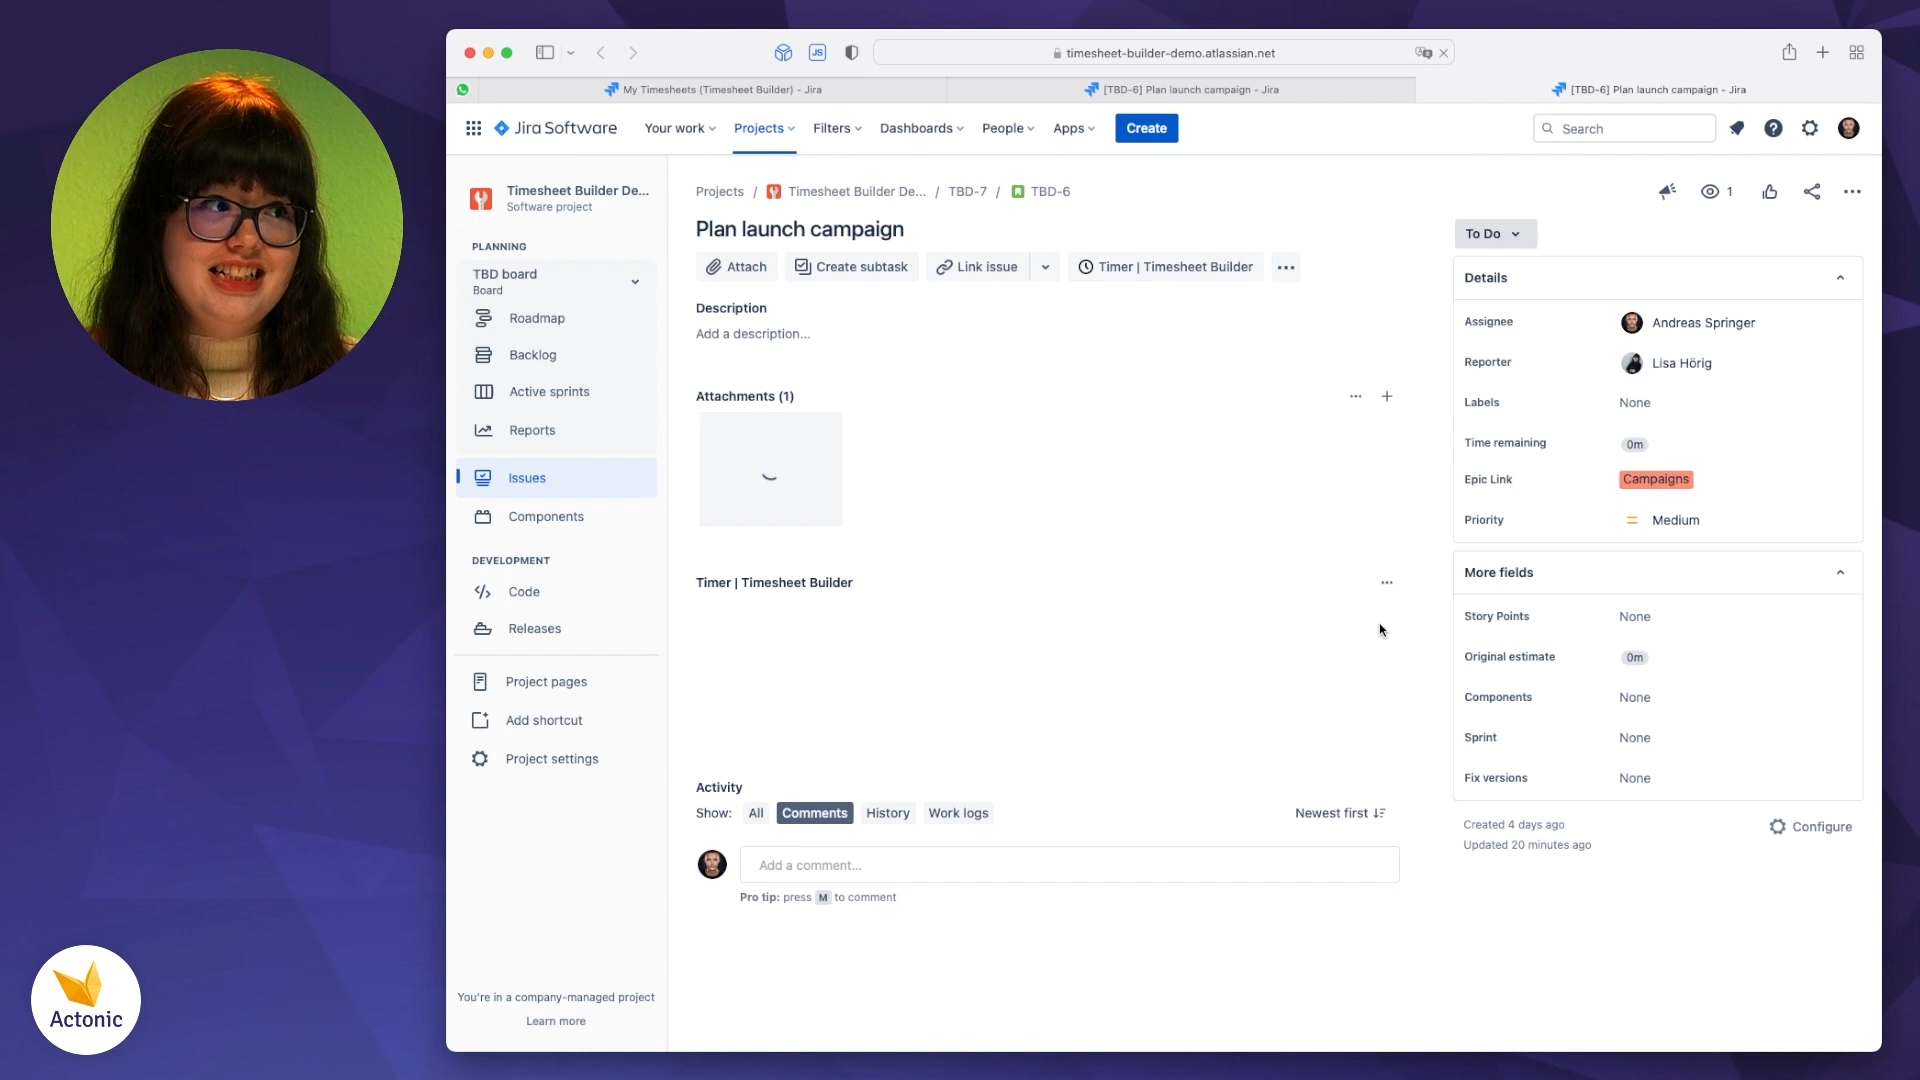 timesheet-builder-demo.atlassian.net
My Timesheets (Timesheet Builder) - Jira
[TBD-6] Plan launch campaign - Jira
[TBD-6] Plan launch campaign - Jira
Jira Software
Your work
Projects
Filters
Dashboards
People
Apps
Create
Search
Timesheet Builder De...
Software project
PLANNING
TBD board
Board
Roadmap
Backlog
Active sprints
Reports
Issues
Components
DEVELOPMENT
Code
Releases
Project pages
Add shortcut
Project settings
You're in a company-managed project
Learn more
Projects / Timesheet Builder De... / TBD-7 / TBD-6
1
Plan launch campaign
Attach
Create subtask
Link issue
Timer | Timesheet Builder
Description
Add a description...
Attachments (1)
Timer | Timesheet Builder
Activity
Show: All Comments History Work logs
Newest first
Add a comment...
Pro tip: press M to comment
To Do
Details
Assignee Andreas Springer
Reporter Lisa Hörig
Labels None
Time remaining 0m
Epic Link Campaigns
Priority Medium
More fields
Story Points None
Original estimate 0m
Components None
Sprint None
Fix versions None
Created 4 days ago
Updated 20 minutes ago
Configure
JS
Actonic